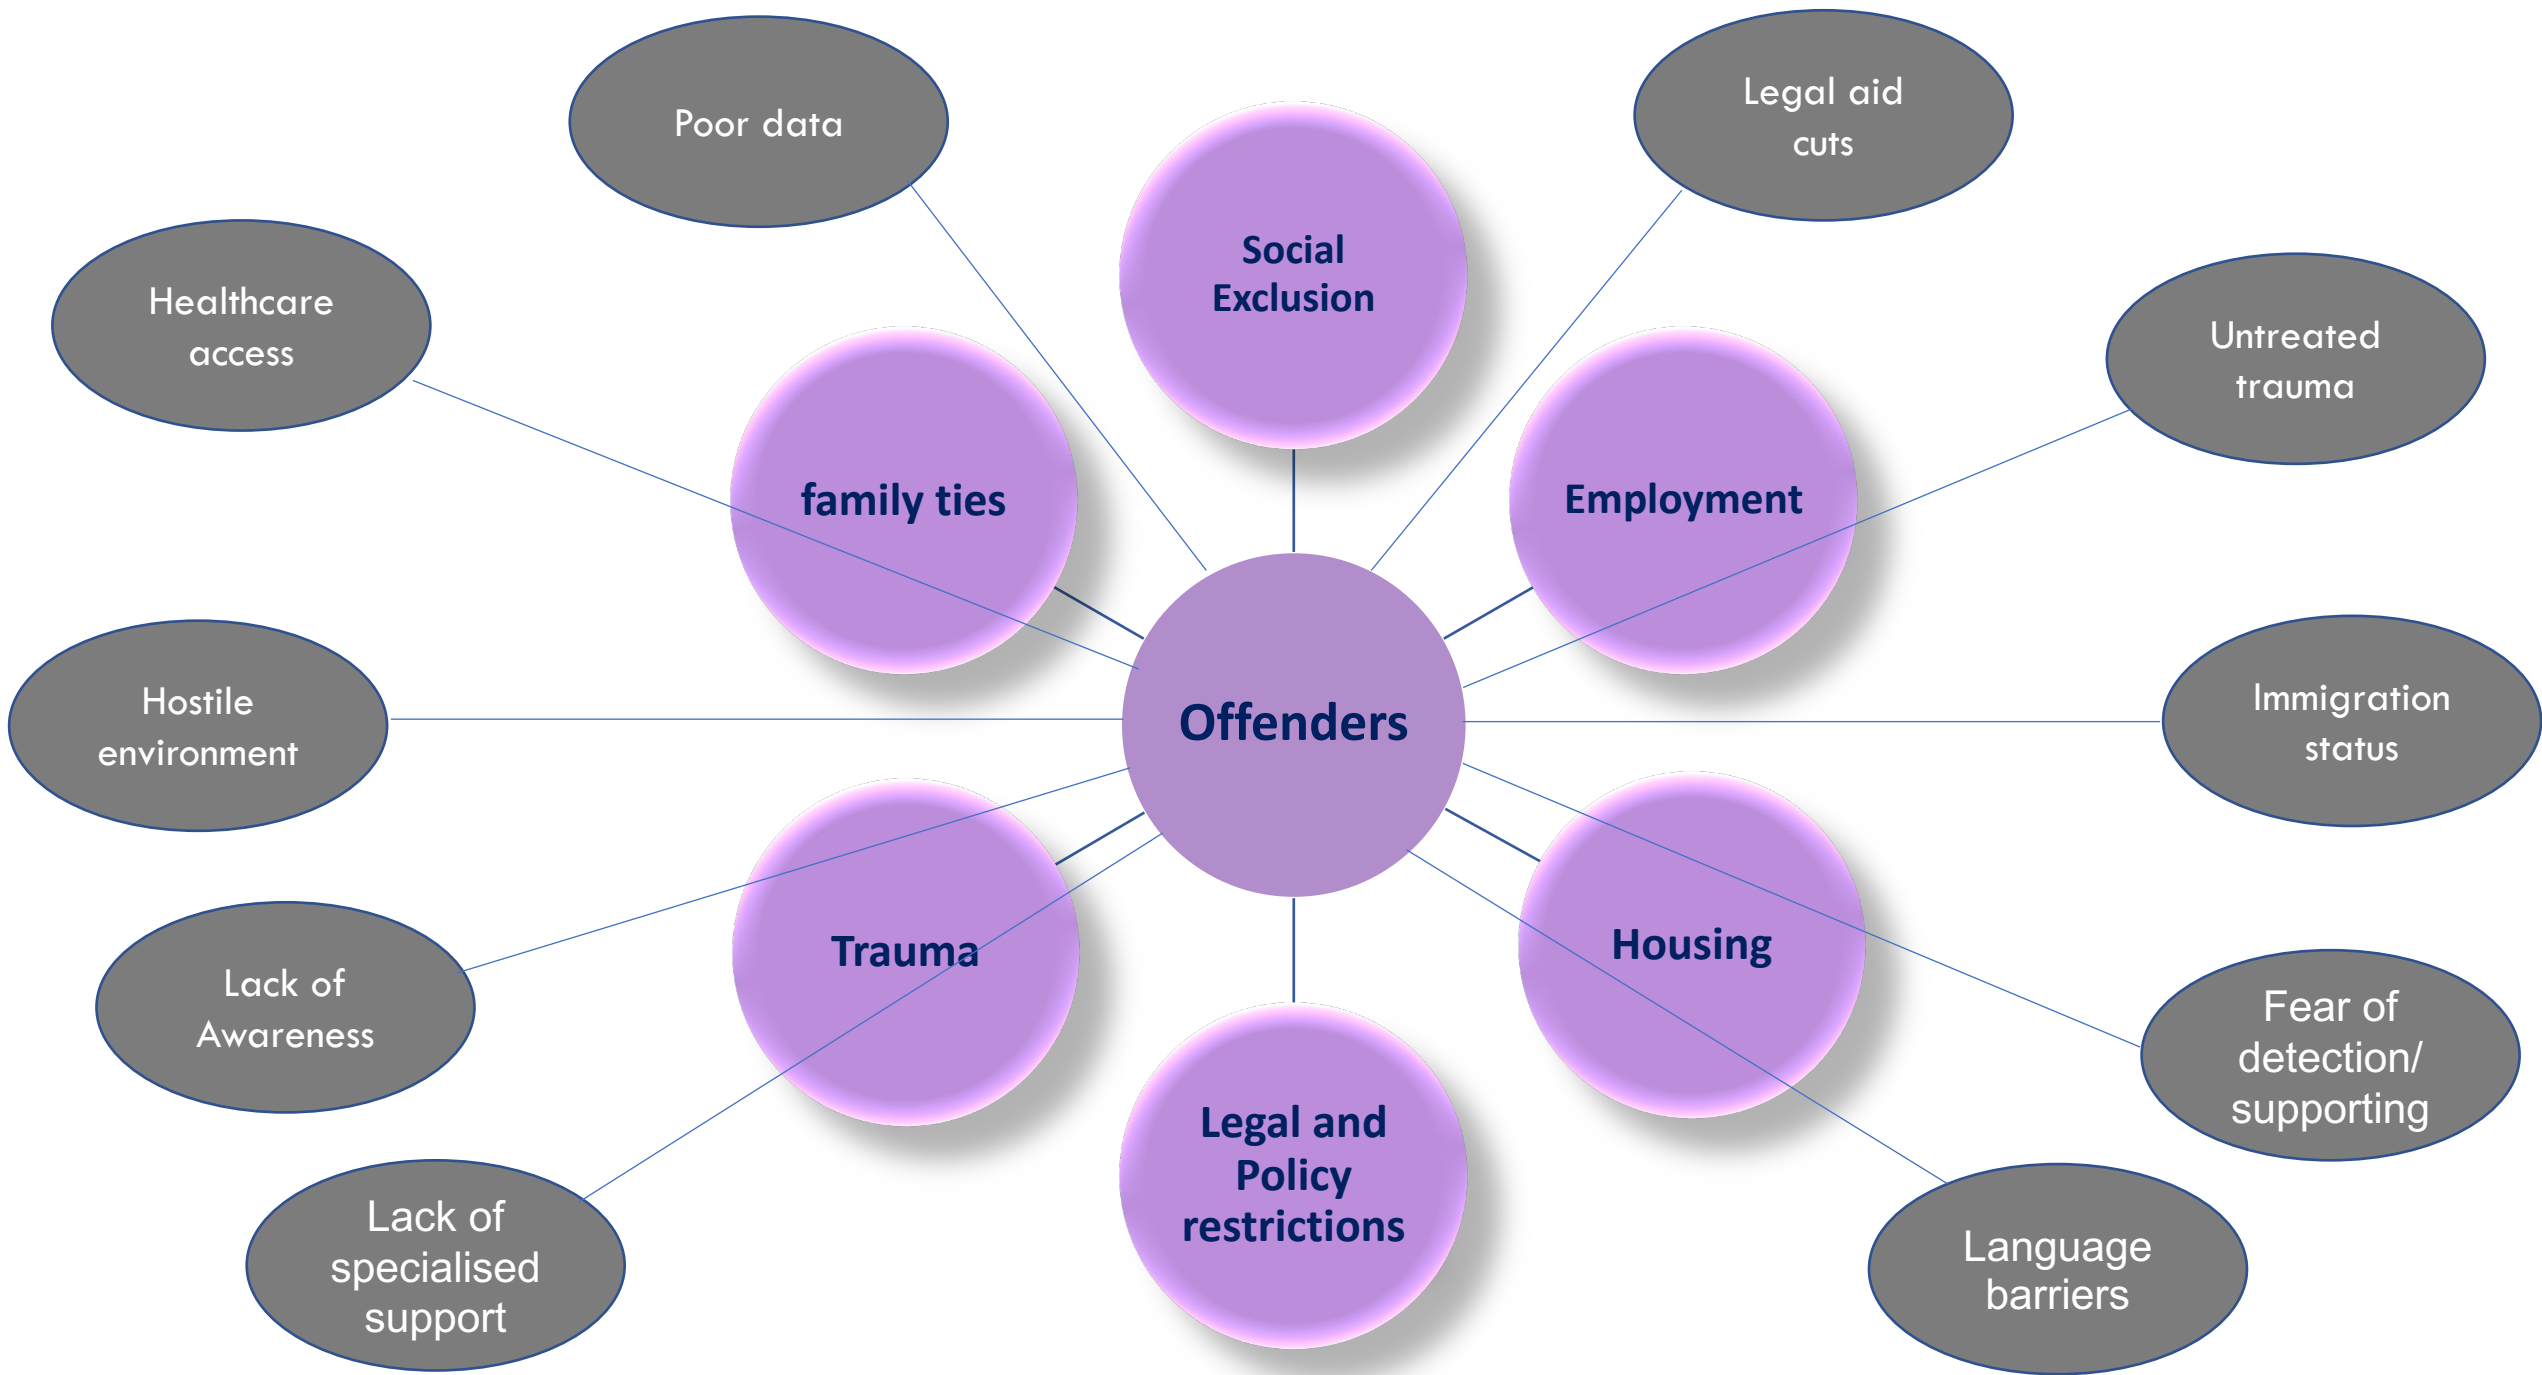 Poor data
Legal aid
cuts
Social
Exclusion
Healthcare
access
Untreated
trauma
family ties
Employment
Hostile
environment
Offenders
Immigration
status
Trauma
Housing
Lack of
Awareness
Fear of
detection/
supporting
Legal and
Policy
restrictions
Lack of
specialised
support
Language
barriers